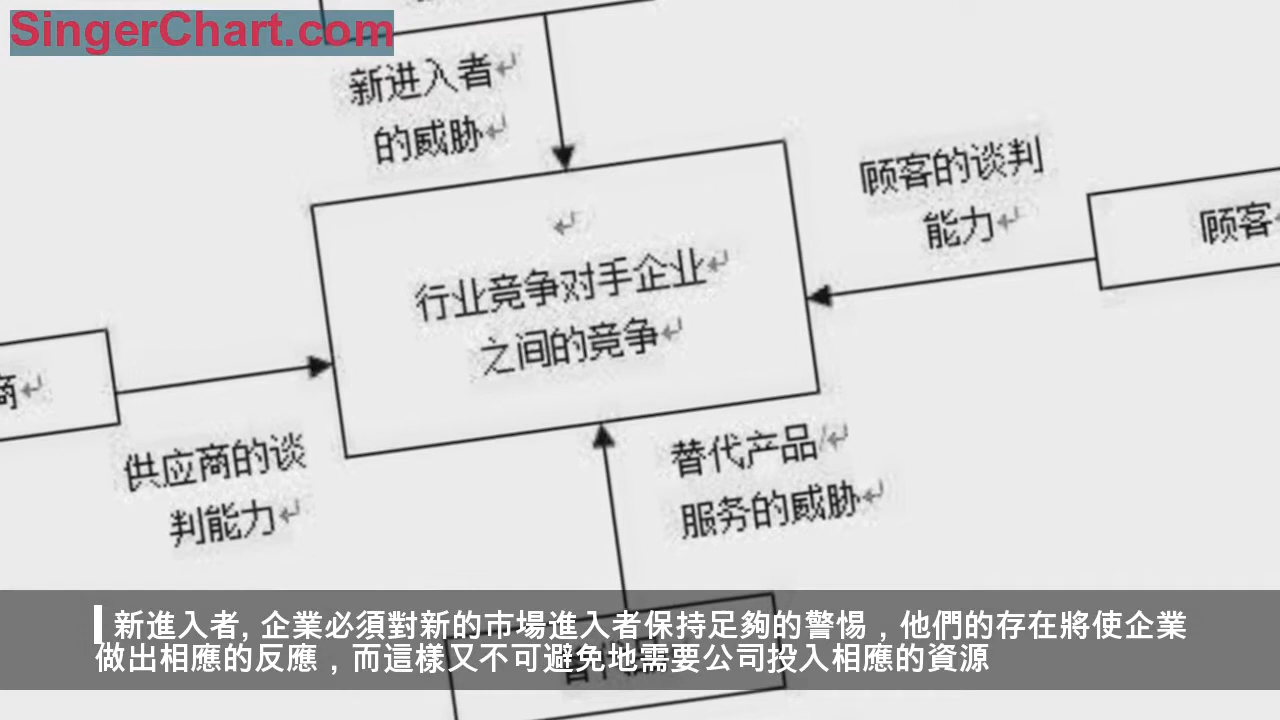 SingerChart.com
新进入者
的威胁
顾客的谈判
能力
顾客
行业竞争对手企业
之间的竞争
商
供应商的谈
判能力
替代产品/
服务的威胁
新進入者, 企業必須對新的市場進入者保持足夠的警惕，他們的存在將使企業
做出相應的反應，而這樣又不可避免地需要公司投入相應的資源